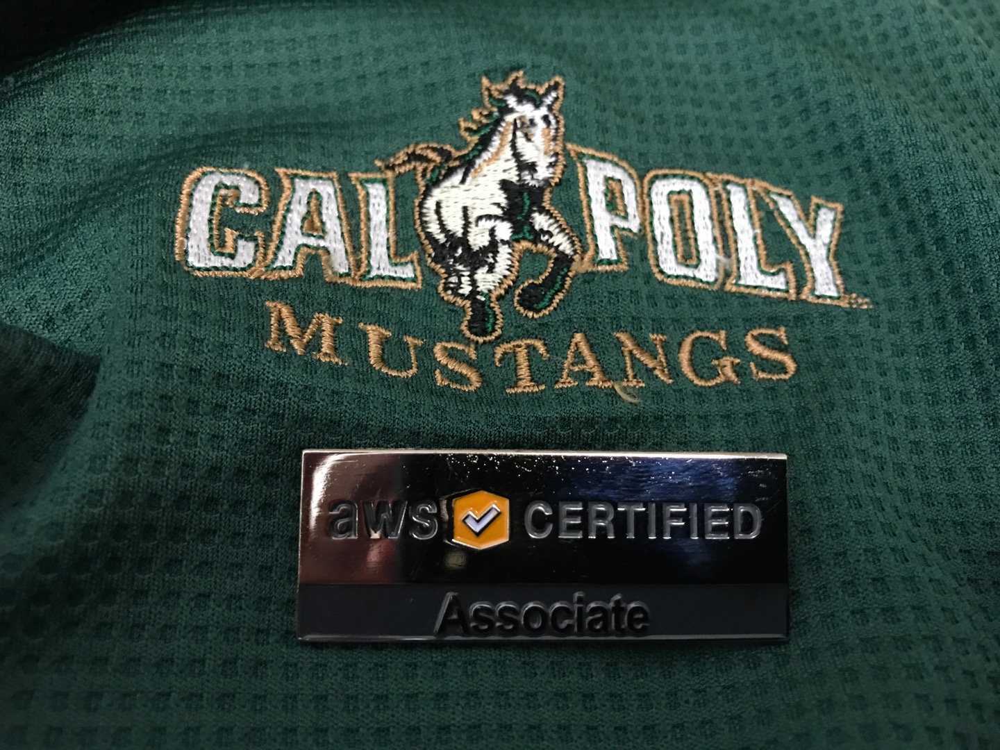 CAL POLY
MUSTANGS
aws CERTIFIED
Associate